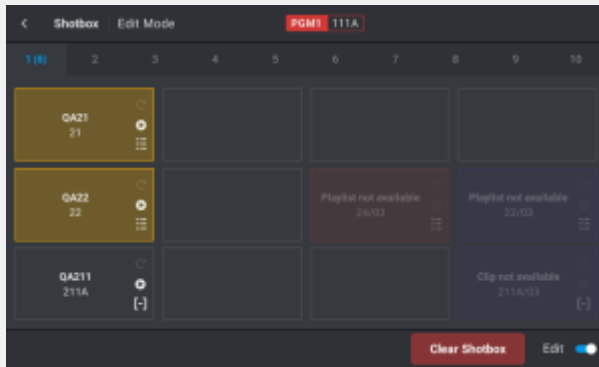 Shotbox Edit Mode PGM1 111A
1 (6) 2 3 4 5 6 7 8 9 10
QA21
21
QA22
22
Playlist not available
24/03
Playlist not available
22/03
QA211
211A
Clip not available
211A/03
Clear Shotbox Edit